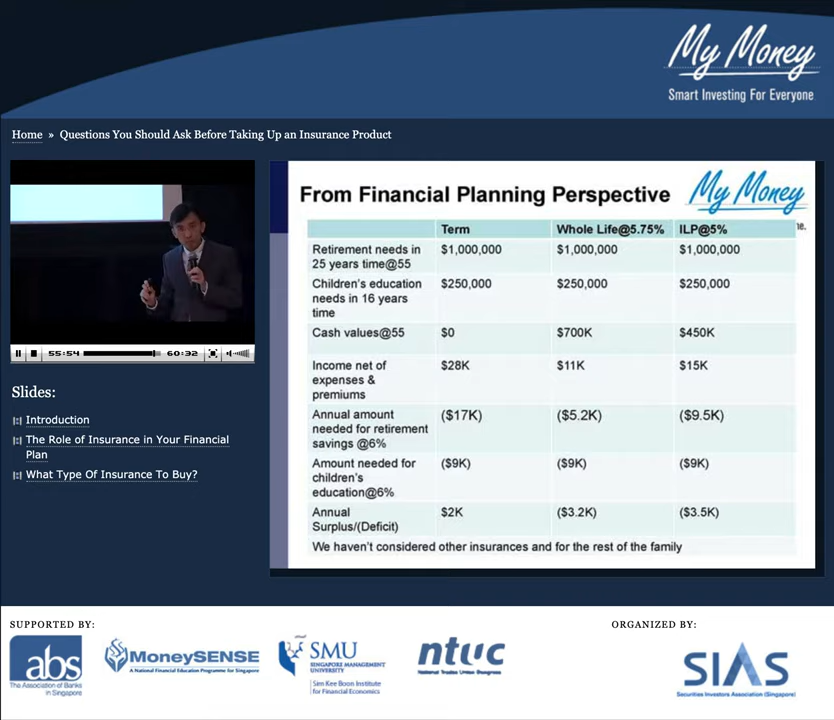 My Money
Smart Investing For Everyone
Home » Questions You Should Ask Before Taking Up an Insurance Product
55:54 60:32
Slides:
Introduction
The Role of Insurance in Your Financial
Plan
What Type Of Insurance To Buy?
From Financial Planning Perspective
My Money
ne.
Term Whole Life@5.75% ILP@5%
Retirement needs in
25 years time@55 $1,000,000 $1,000,000 $1,000,000
Children's education
needs in 16 years
time $250,000 $250,000 $250,000
Cash values@55 $0 $700K $450K
Income net of
expenses &
premiums $28K $11K $15K
Annual amount
needed for retirement
savings @6% ($17K) ($5.2K) ($9.5K)
Amount needed for
children's
education@6% ($9K) ($9K) ($9K)
Annual
Surplus/(Deficit) $2K ($3.2K) ($3.5K)
We haven't considered other insurances and for the rest of the family
SUPPORTED BY:
abs
The Association of Banks
in Singapore
MoneySENSE
A National Financial Education Programme for Singapore
SMU
SINGAPORE MANAGEMENT
UNIVERSITY
Sim Kee Boon Institute
for Financial Economics
ntuc
National Trades Union Congress
ORGANIZED BY:
SIAS
Securities Investors Association (Singapore)